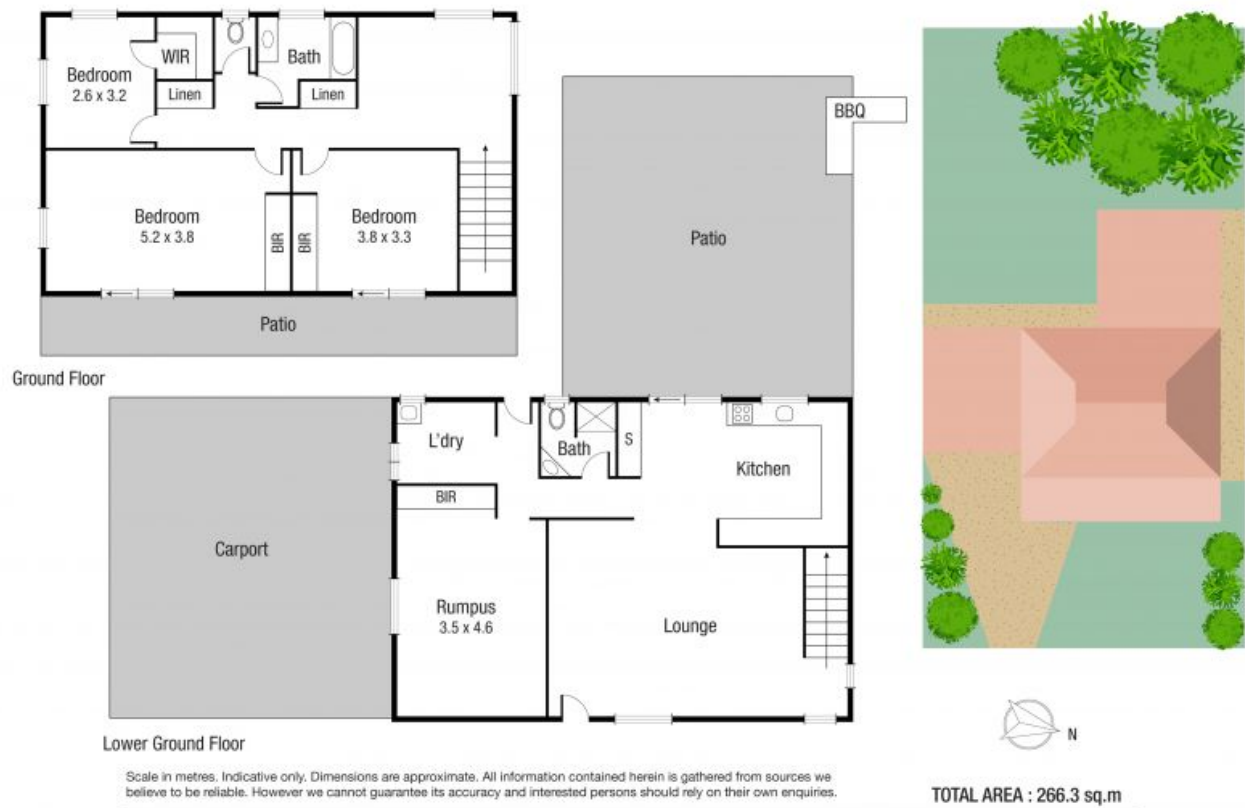 WIR
Bath
Bedroom
2.6 x 3.2
Linen
Linen
Bedroom
5.2 x 3.8
BIR
BIR
Bedroom
3.8 x 3.3
Patio
Ground Floor
BBQ
Patio
L'dry
Bath
S
Kitchen
BIR
Carport
Rumpus
3.5 x 4.6
Lounge
Lower Ground Floor
N
Scale in metres. Indicative only. Dimensions are approximate. All information contained herein is gathered from sources we
believe to be reliable. However we cannot guarantee its accuracy and interested persons should rely on their own enquiries.
TOTAL AREA : 266.3 sq.m